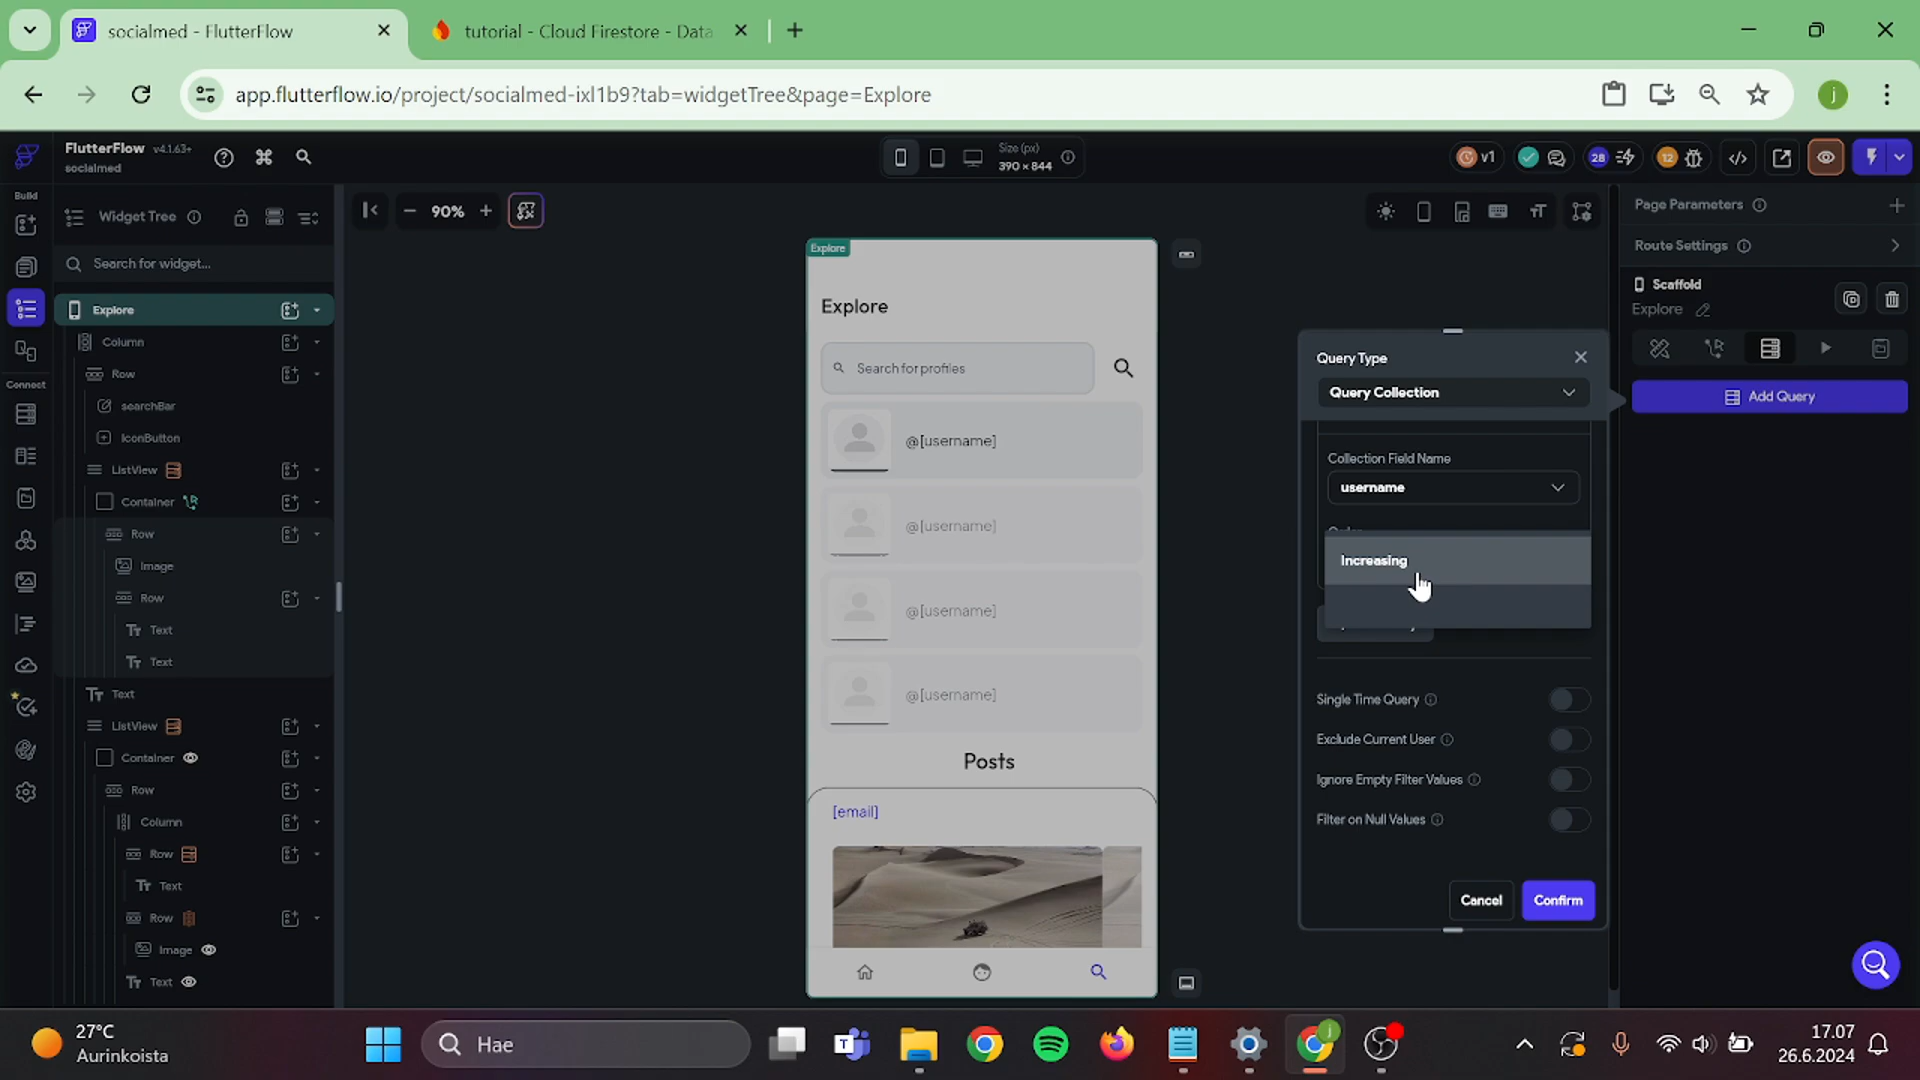 socialmed - FlutterFlow
tutorial - Cloud Firestore - Data
app.flutterflow.io/project/socialmed-ixl1b9?tab=widgetTree&page=Explore
j
FlutterFlow v4.1.63+
socialmed
Size (px)
390 × 844
v1
28
12
Build
Connect
Widget Tree
Search for widget...
Explore
Column
Row
searchBar
IconButton
ListView
Container
Row
Image
Row
Text
Text
Text
ListView
Container
Row
Column
Row
Text
Row
Image
Text
90%
Explore
Explore
Search for profiles
@[username]
@[username]
@[username]
@[username]
Posts
[email]
Query Type
Query Collection
Collection Field Name
username
Increasing
Single Time Query
Exclude Current User
Ignore Empty Filter Values
Filter on Null Values
Cancel
Confirm
Page Parameters
Route Settings
Scaffold
Explore
Add Query
27°C
Aurinkoista
Hae
j
17.07
26.6.2024